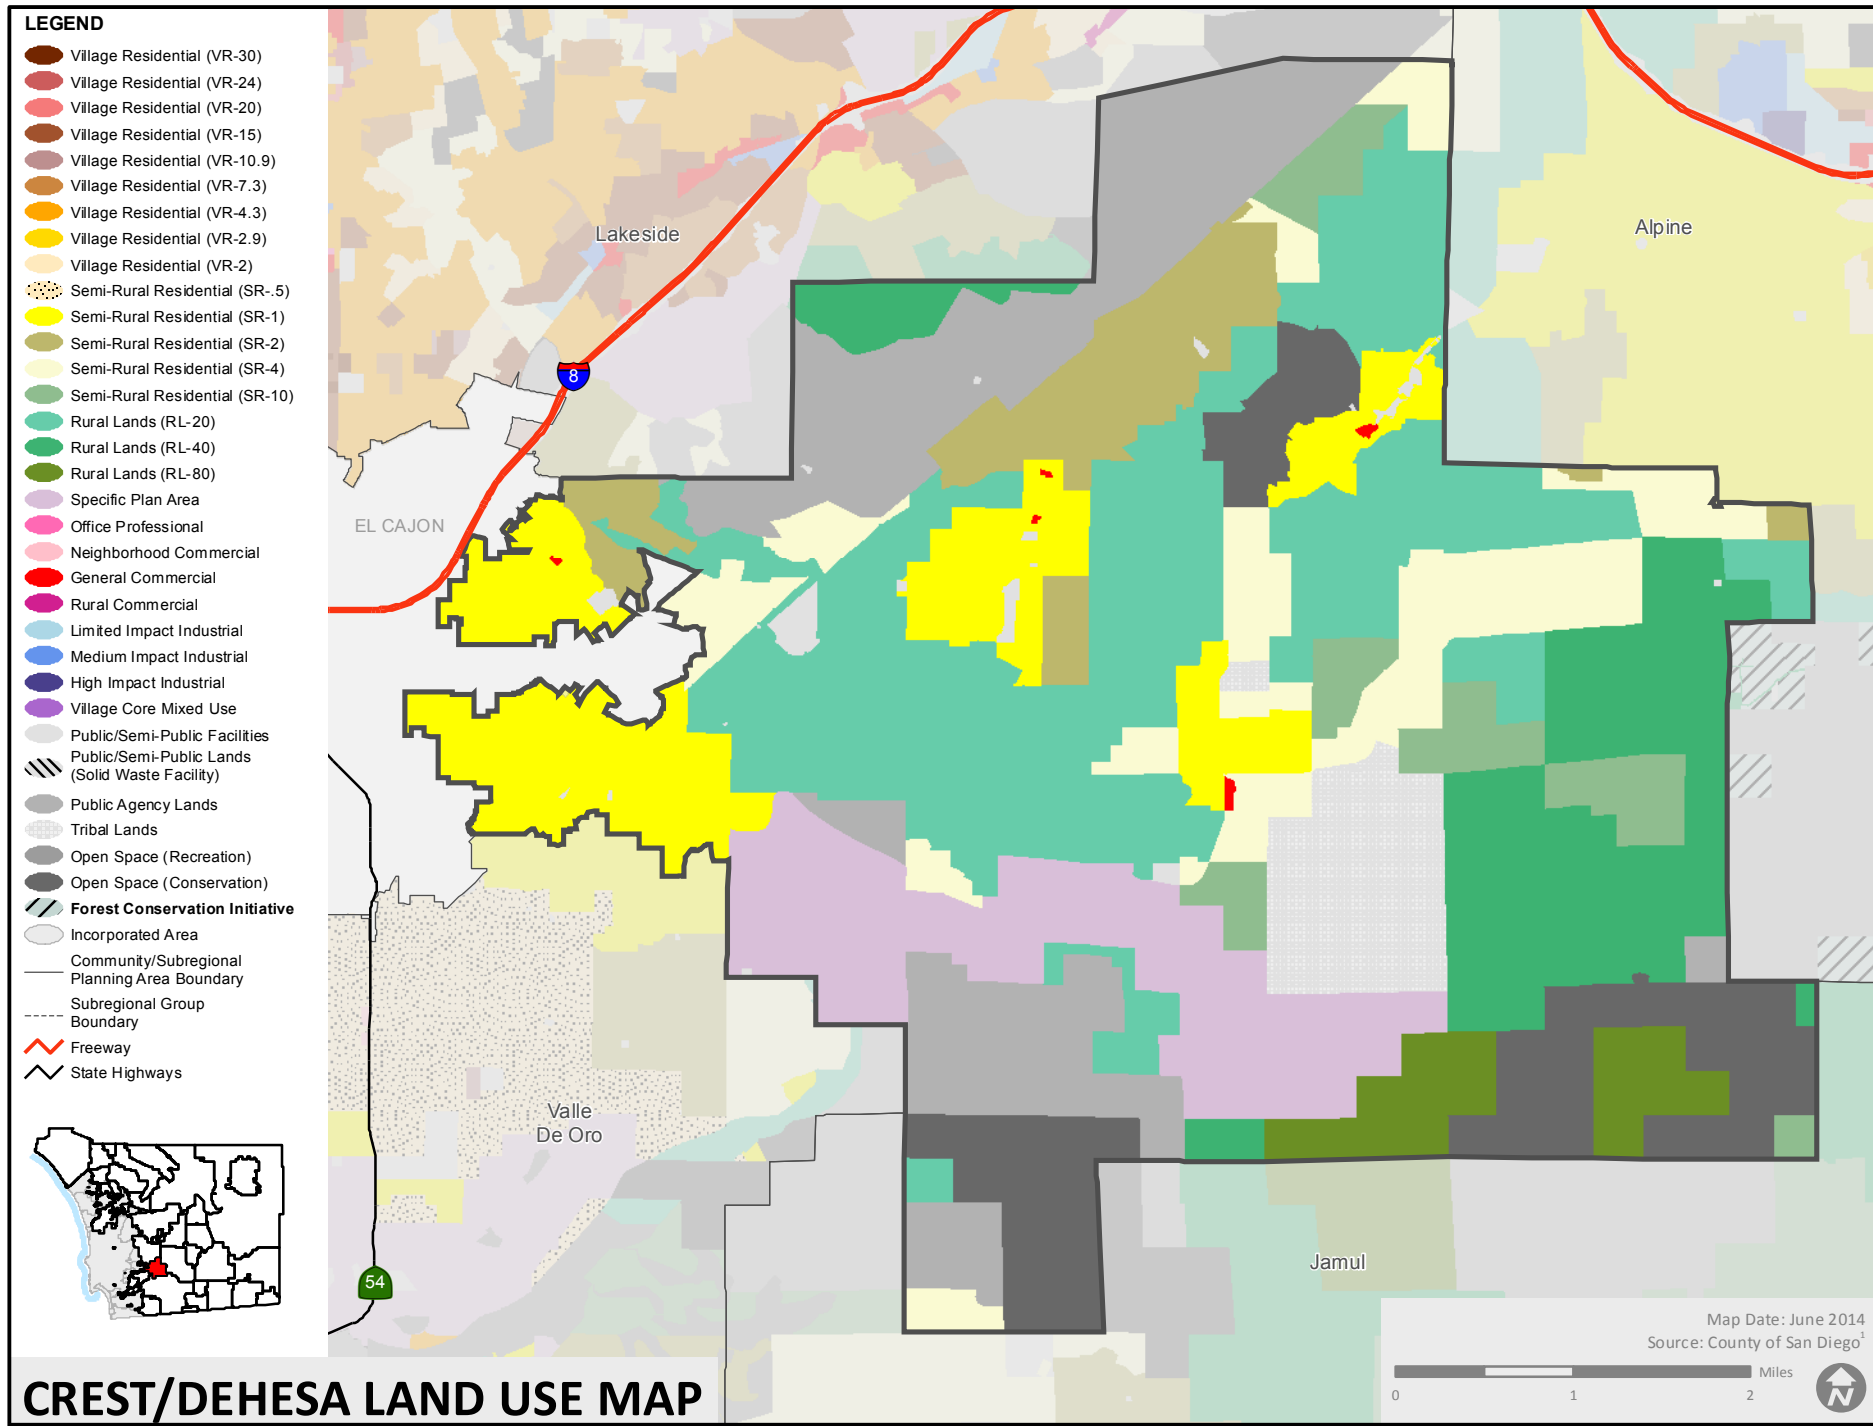 LEGEND
Village Residential (VR-30)
Village Residential (VR-24)
Village Residential (VR-20)
Village Residential (VR-15)
Village Residential (VR-10.9)
Village Residential (VR-7.3)
Village Residential (VR-4.3)
Village Residential (VR-2.9)
Village Residential (VR-2)
Semi-Rural Residential (SR-.5)
Semi-Rural Residential (SR-1)
Semi-Rural Residential (SR-2)
Semi-Rural Residential (SR-4)
Semi-Rural Residential (SR-10)
Rural Lands (RL-20)
Rural Lands (RL-40)
Rural Lands (RL-80)
Specific Plan Area
Office Professional
Neighborhood Commercial
General Commercial
Rural Commercial
Limited Impact Industrial
Medium Impact Industrial
High Impact Industrial
Village Core Mixed Use
Public/Semi-Public Facilities
Public/Semi-Public Lands
(Solid Waste Facility)
Public Agency Lands
Tribal Lands
Open Space (Recreation)
Open Space (Conservation)
Forest Conservation Initiative
Incorporated Area
Community/Subregional
Planning Area Boundary
Subregional Group
Boundary
Freeway
State Highways
Lakeside
Alpine
8
EL CAJON
Valle
De Oro
Jamul
54
Map Date: June 2014
Source: County of San Diego1
Miles
0 1 2
N
CREST/DEHESA LAND USE MAP